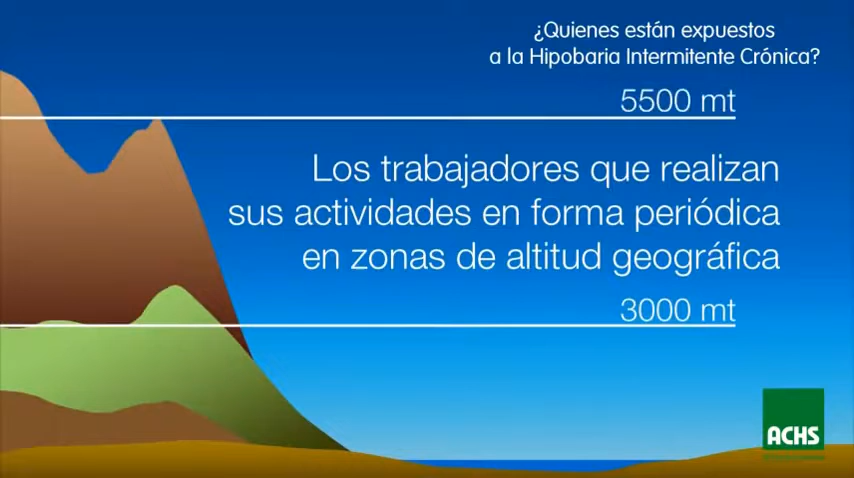 ¿Quienes están expuestos
a la Hipobaria Intermitente Crónica?
5500 mt
Los trabajadores que realizan
sus actividades en forma periódica
en zonas de altitud geográfica
3000 mt
ACHS